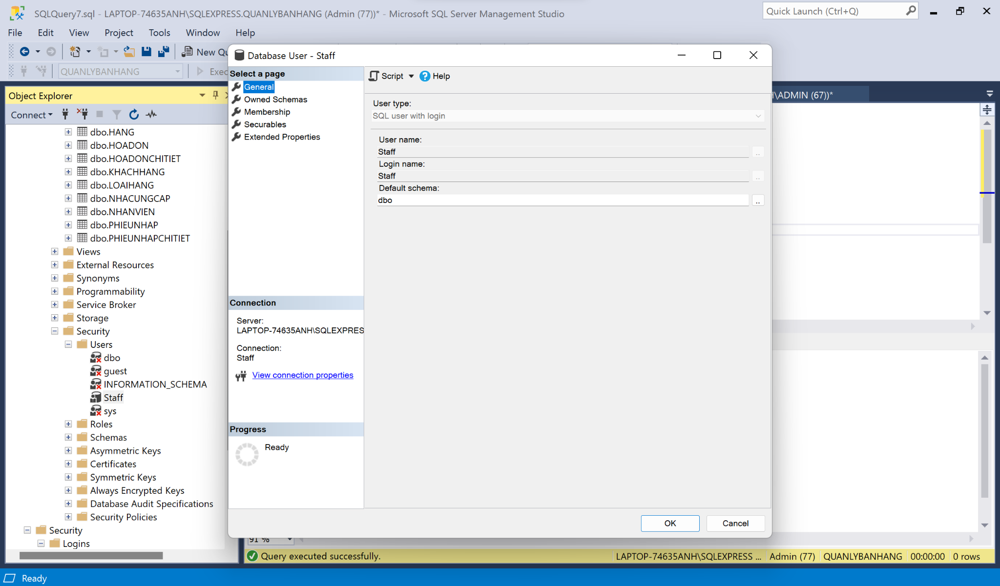 SQLQuery7.sql - LAPTOP-74635ANH\SQLEXPRESS.QUANLYBANHANG (Admin (77))* - Microsoft SQL Server Management Studio
Quick Launch (Ctrl+Q)
File Edit View Project Tools Window Help
New Qu
QUANLYBANHANG
Exec
Object Explorer
Connect
dbo.HANG
dbo.HOADON
dbo.HOADONCHITIET
dbo.KHACHHANG
dbo.LOAIHANG
dbo.NHACUNGCAP
dbo.NHANVIEN
dbo.PHIEUNHAP
dbo.PHIEUNHAPCHITIET
Views
External Resources
Synonyms
Programmability
Service Broker
Storage
Security
Users
dbo
guest
INFORMATION_SCHEMA
Staff
sys
Roles
Schemas
Asymmetric Keys
Certificates
Symmetric Keys
Always Encrypted Keys
Database Audit Specifications
Security Policies
Security
Logins
Database User - Staff
Select a page
General
Owned Schemas
Membership
Securables
Extended Properties
Connection
Server:
LAPTOP-74635ANH\SQLEXPRES
Connection:
Staff
View connection properties
Progress
Ready
Script Help
User type:
SQL user with login
User name:
Staff
..
Login name:
Staff
..
Default schema:
dbo
..
OK Cancel
\ADMIN (67))*
91 %
Query executed successfully.
LAPTOP-74635ANH\SQLEXPRESS ... Admin (77) QUANLYBANHANG 00:00:00 0 rows
Ready